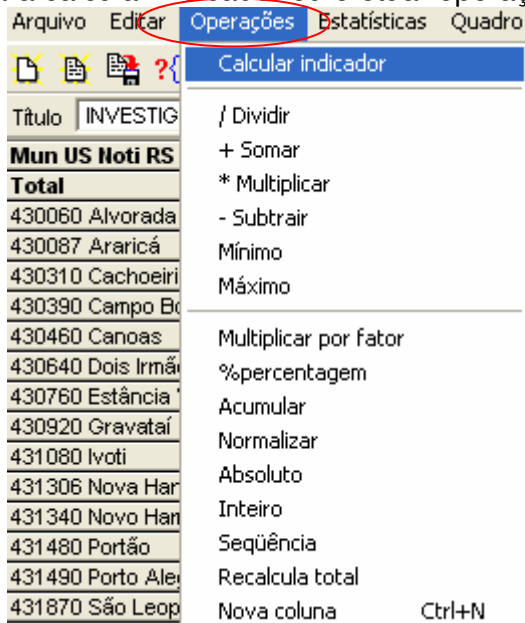 Arquivo Editar Operações Estatísticas Quadro
Título INVESTIG
Mun US Noti RS
Total
430060 Alvorada
430087 Araricá
430310 Cachoeiri
430390 Campo Bo
430460 Canoas
430640 Dois Irmão
430760 Estância
430920 Gravataí
431080 Ivoti
431306 Nova Har
431340 Novo Ham
431480 Portão
431490 Porto Aleg
431870 São Leop
Calcular indicador
/ Dividir
+ Somar
* Multiplicar
- Subtrair
Mínimo
Máximo
Multiplicar por fator
%percentagem
Acumular
Normalizar
Absoluto
Inteiro
Seqüência
Recalcula total
Nova coluna Ctrl+N